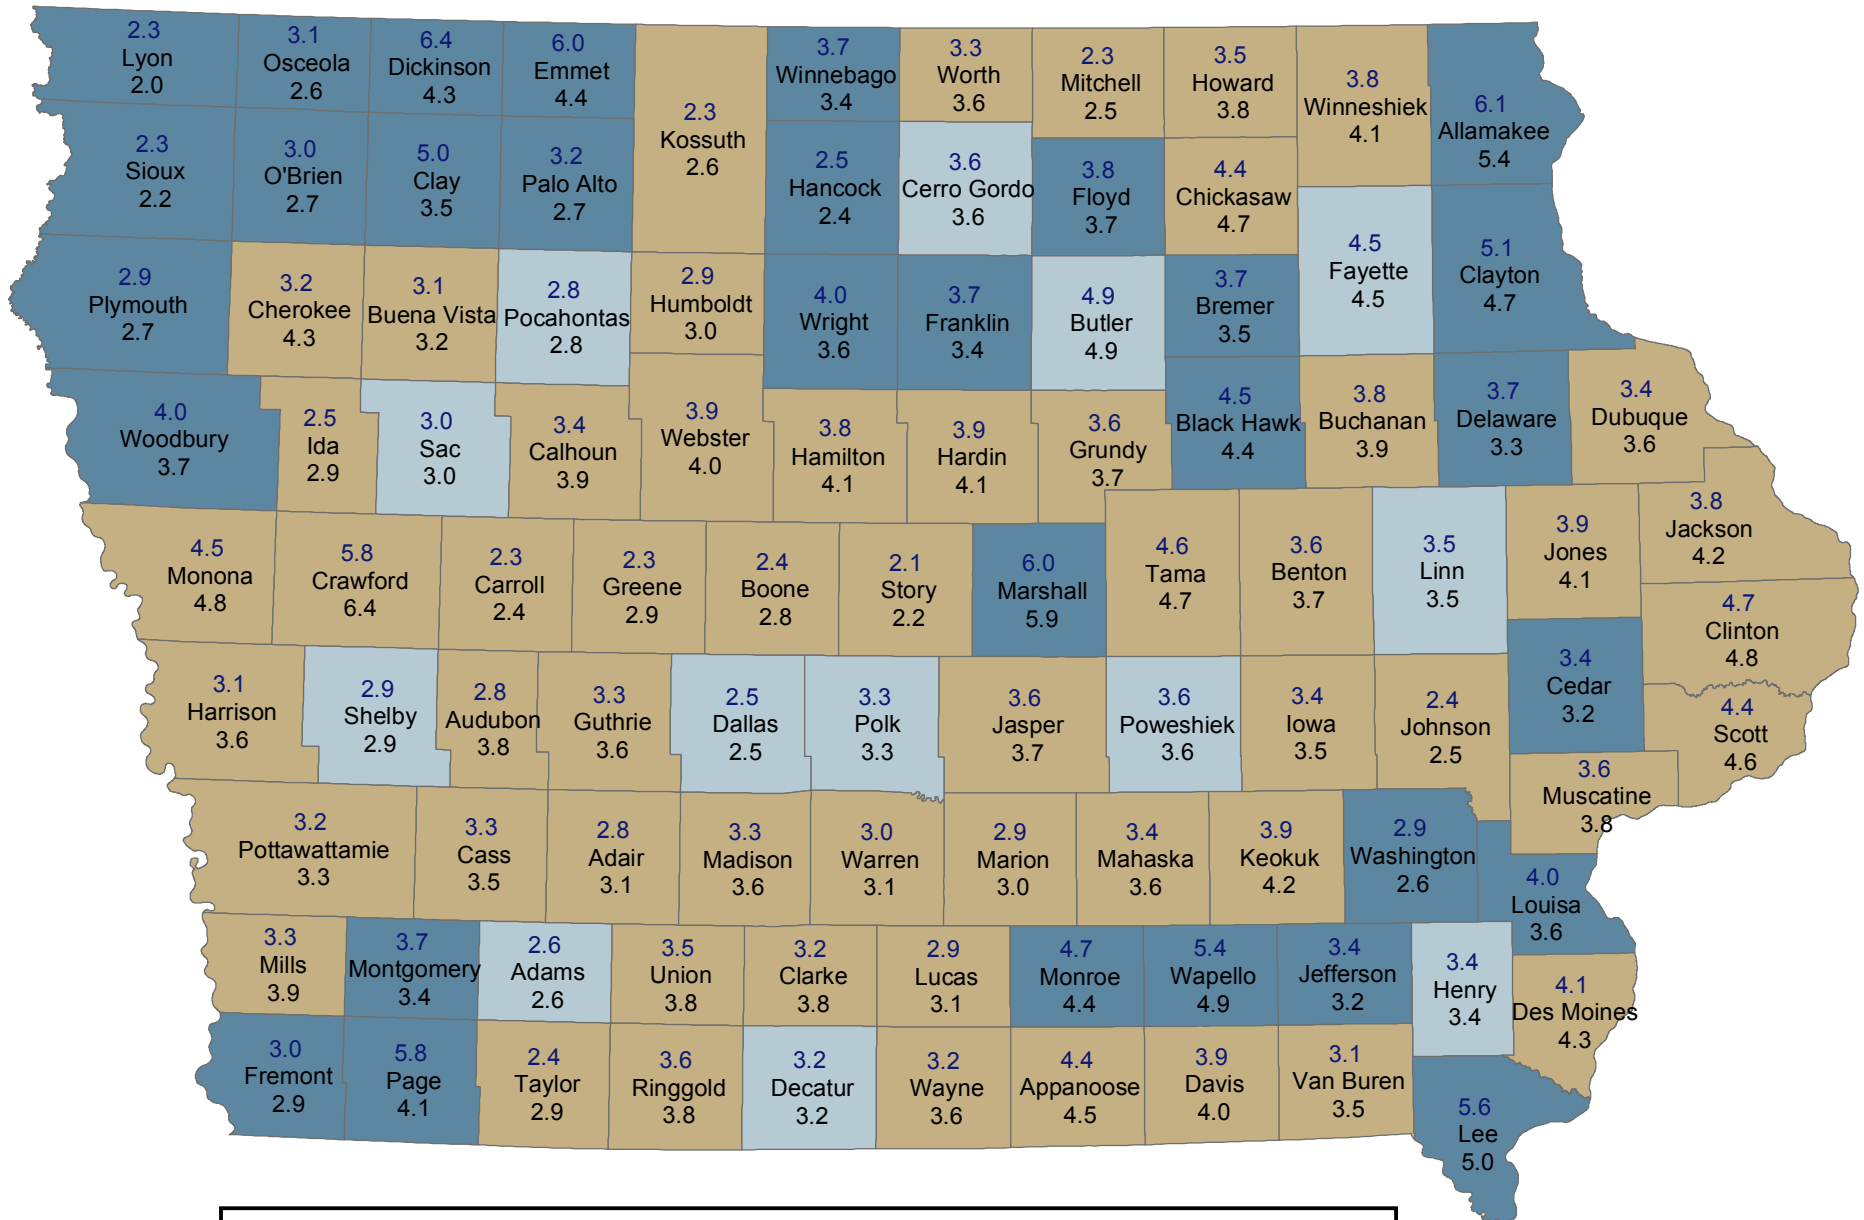 2.3
Lyon
2.0
3.1
Osceola
2.6
6.4
Dickinson
4.3
6.0
Emmet
4.4
2.3
Kossuth
2.6
3.7
Winnebago
3.4
3.3
Worth
3.6
2.3
Mitchell
2.5
3.5
Howard
3.8
3.8
Winneshiek
4.1
6.1
Allamakee
5.4
2.3
Sioux
2.2
3.0
O'Brien
2.7
5.0
Clay
3.5
3.2
Palo Alto
2.7
2.5
Hancock
2.4
3.6
Cerro Gordo
3.6
3.8
Floyd
3.7
4.4
Chickasaw
4.7
4.5
Fayette
4.5
5.1
Clayton
4.7
2.9
Plymouth
2.7
3.2
Cherokee
4.3
3.1
Buena Vista
3.2
2.8
Pocahontas
2.8
2.9
Humboldt
3.0
4.0
Wright
3.6
3.7
Franklin
3.4
4.9
Butler
4.9
3.7
Bremer
3.5
4.0
Woodbury
3.7
2.5
Ida
2.9
3.0
Sac
3.0
3.4
Calhoun
3.9
3.9
Webster
4.0
3.8
Hamilton
4.1
3.9
Hardin
4.1
3.6
Grundy
3.7
4.5
Black Hawk
4.4
3.8
Buchanan
3.9
3.7
Delaware
3.3
3.4
Dubuque
3.6
4.5
Monona
4.8
5.8
Crawford
6.4
2.3
Carroll
2.4
2.3
Greene
2.9
2.4
Boone
2.8
2.1
Story
2.2
6.0
Marshall
5.9
4.6
Tama
4.7
3.6
Benton
3.7
3.5
Linn
3.5
3.9
Jones
4.1
3.8
Jackson
4.2
4.7
Clinton
4.8
3.1
Harrison
3.6
2.9
Shelby
2.9
2.8
Audubon
3.8
3.3
Guthrie
3.6
2.5
Dallas
2.5
3.3
Polk
3.3
3.6
Jasper
3.7
3.6
Poweshiek
3.6
3.4
Iowa
3.5
2.4
Johnson
2.5
3.4
Cedar
3.2
4.4
Scott
4.6
3.6
Muscatine
3.8
3.2
Pottawattamie
3.3
3.3
Cass
3.5
2.8
Adair
3.1
3.3
Madison
3.6
3.0
Warren
3.1
2.9
Marion
3.0
3.4
Mahaska
3.6
3.9
Keokuk
4.2
2.9
Washington
2.6
4.0
Louisa
3.6
3.3
Mills
3.9
3.7
Montgomery
3.4
2.6
Adams
2.6
3.5
Union
3.8
3.2
Clarke
3.8
2.9
Lucas
3.1
4.7
Monroe
4.4
5.4
Wapello
4.9
3.4
Jefferson
3.2
3.4
Henry
3.4
4.1
Des Moines
4.3
3.0
Fremont
2.9
5.8
Page
4.1
2.4
Taylor
2.9
3.6
Ringgold
3.8
3.2
Decatur
3.2
3.2
Wayne
3.6
4.4
Appanoose
4.5
3.9
Davis
4.0
3.1
Van Buren
3.5
5.6
Lee
5.0